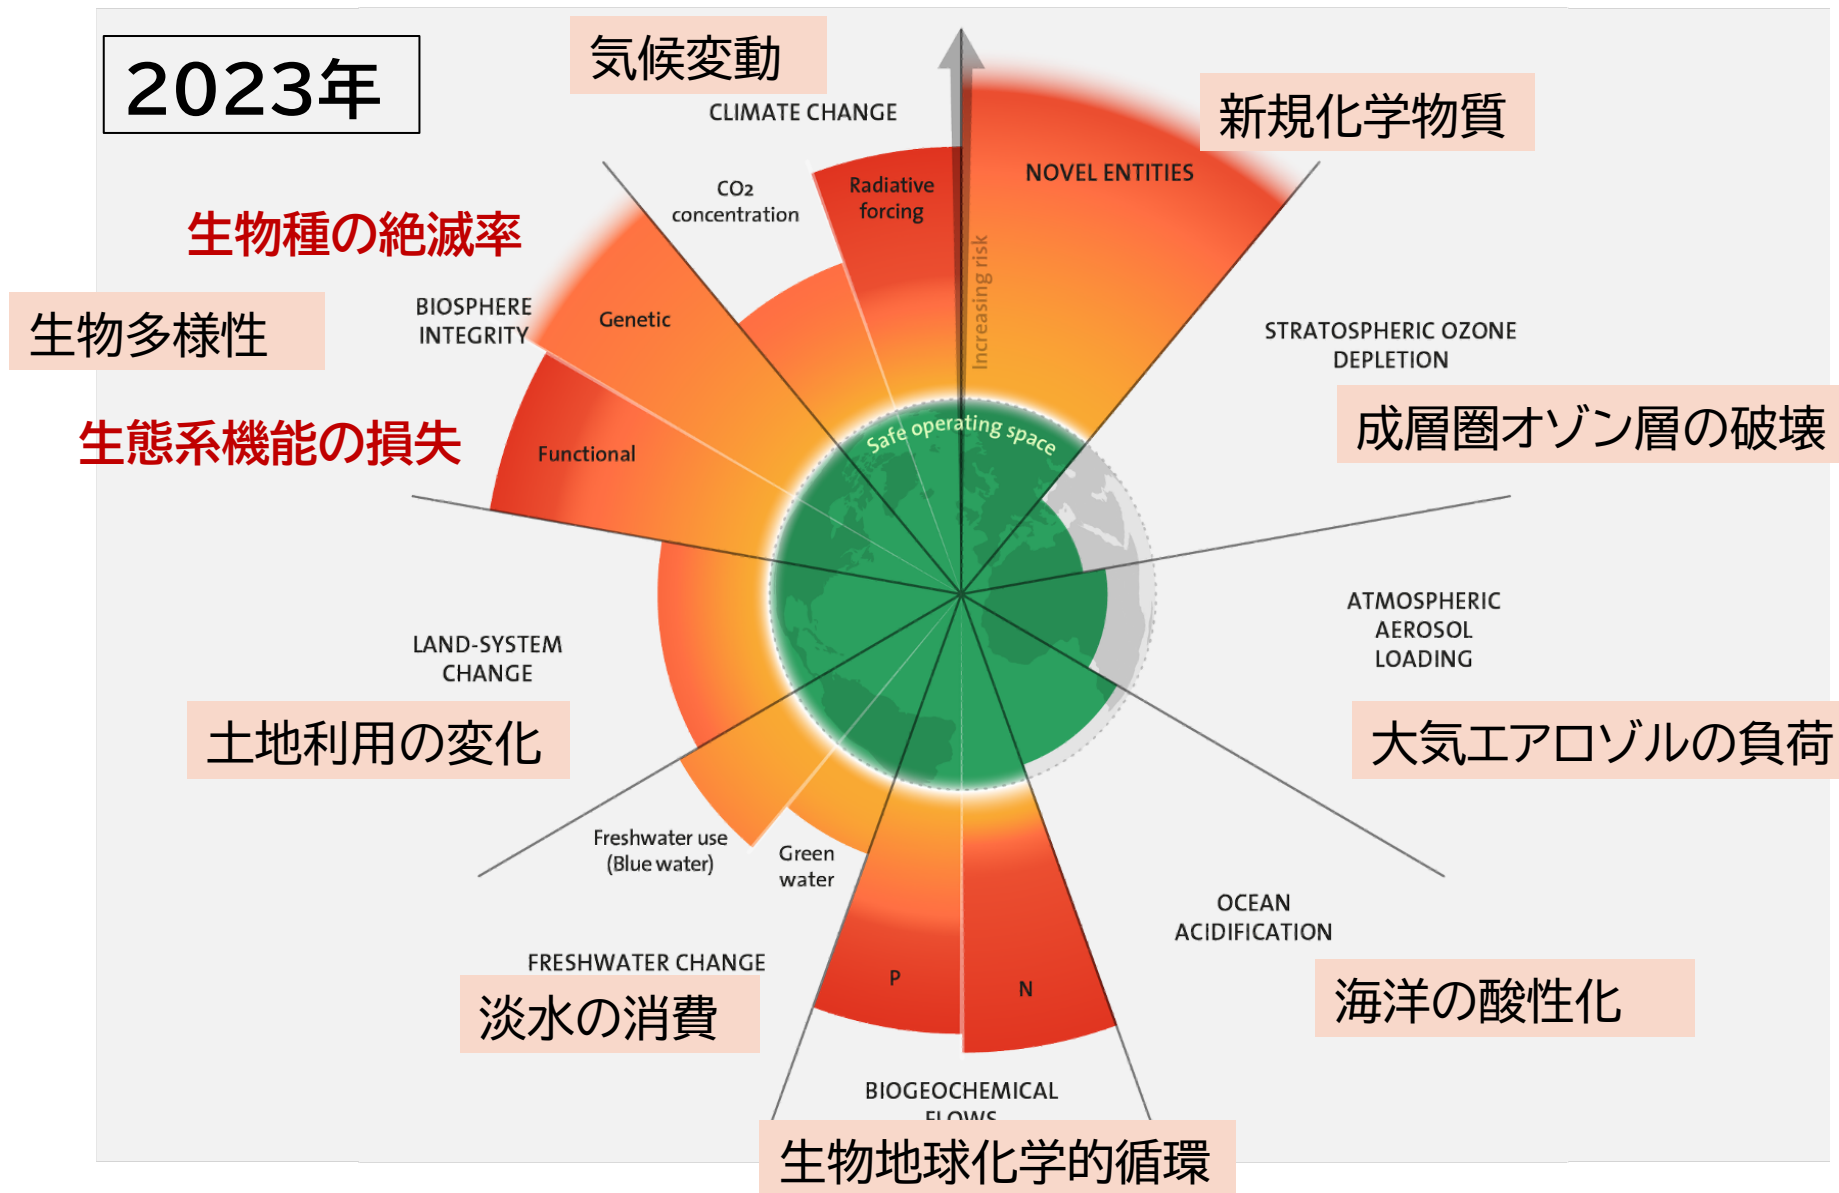 2023年
気候変動
CLIMATE CHANGE
新規化学物質
NOVEL ENTITIES
CO2
concentration
Radiative
forcing
生物種の絶滅率
Increasing risk
生物多様性
BIOSPHERE
INTEGRITY
Genetic
STRATOSPHERIC OZONE
DEPLETION
成層圏オゾン層の破壊
生態系機能の損失
Functional
Safe operating space
ATMOSPHERIC
AEROSOL
LOADING
大気エアロゾルの負荷
LAND-SYSTEM
CHANGE
土地利用の変化
Freshwater use
(Blue water)
Green
water
FRESHWATER CHANGE
淡水の消費
P
N
OCEAN
ACIDIFICATION
海洋の酸性化
BIOGEOCHEMICAL
FLOWS
生物地球化学的循環